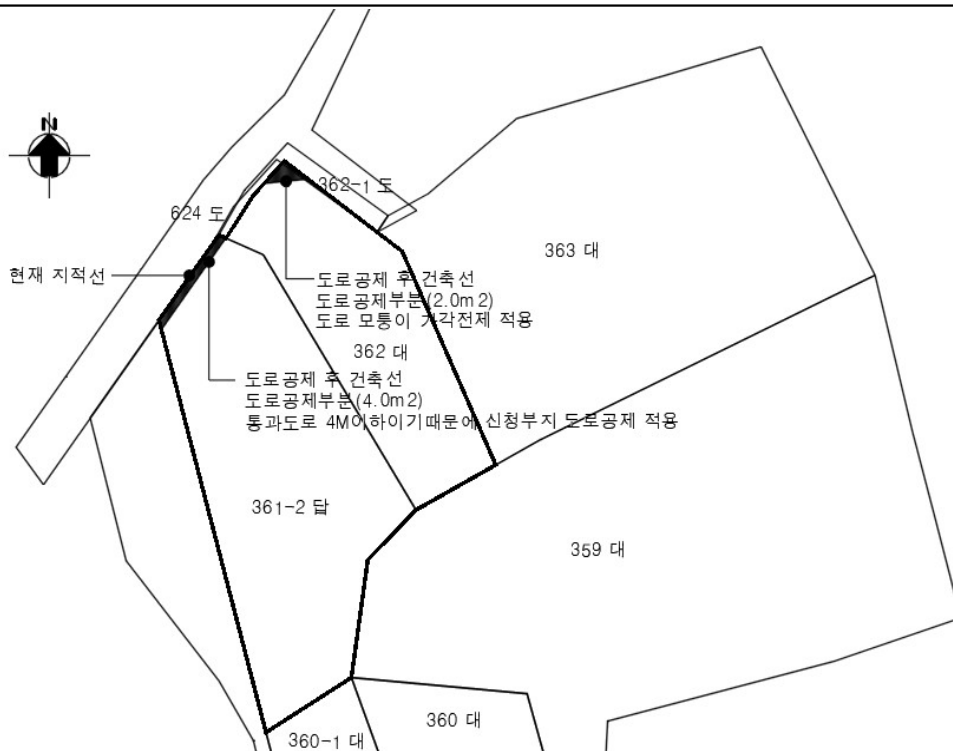 N
362-1 도
624 도
363 대
현재 지적선
도로공제 후 건축선
도로공제부분(2.0m2)
도로 모퉁이 가각전제 적용
362 대
도로공제 후 건축선
도로공제부분(4.0m2)
통과도로 4M이하이기때문에 신청부지 도로공제 적용
361-2 답
359 대
360 대
360-1 대